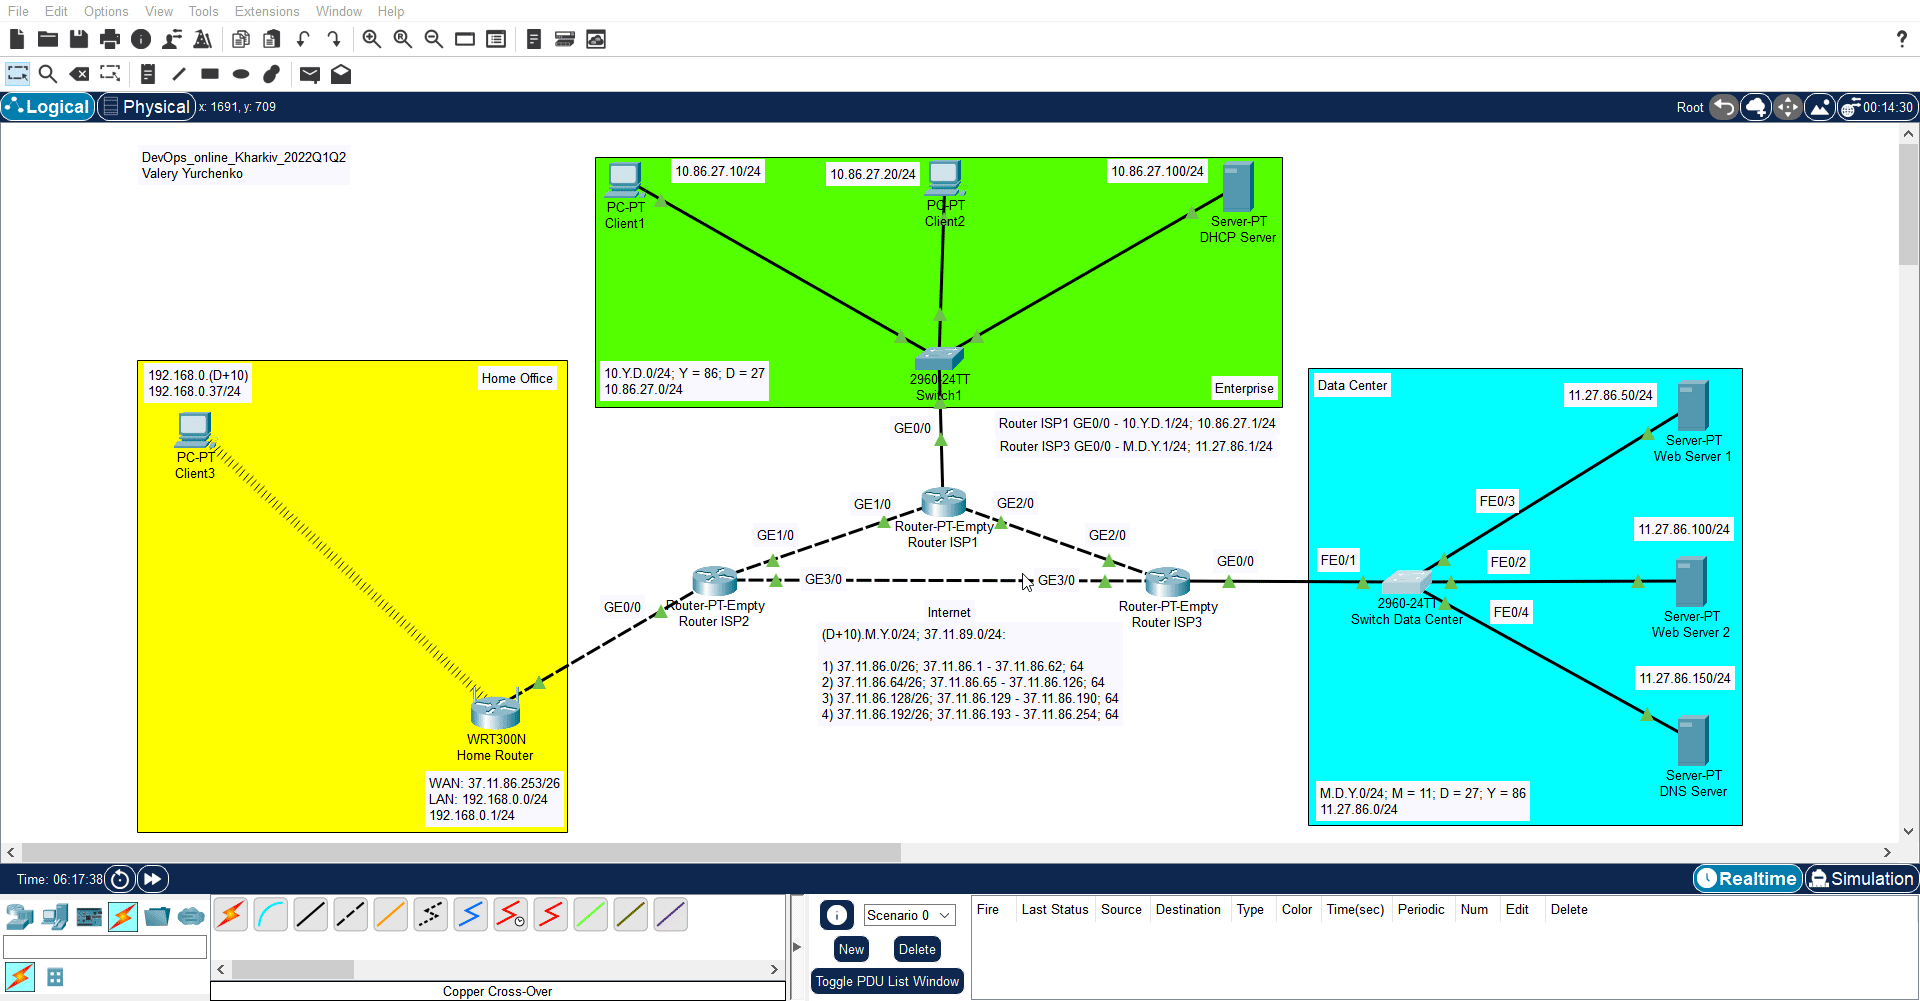 File Edit Options View Tools Extensions Window Help
?
Logical Physical x: 1691, y: 709 Root 00:14:30
DevOps_online_Kharkiv_2022Q1Q2
Valery Yurchenko
10.86.27.10/24
10.86.27.20/24
10.86.27.100/24
PC-PT
Client1
PC-PT
Client2
Server-PT
DHCP Server
2960-24TT
Switch1
10.Y.D.0/24; Y = 86; D = 27
10.86.27.0/24
Enterprise
192.168.0.(D+10)
192.168.0.37/24
Home Office
PC-PT
Client3
WRT300N
Home Router
WAN: 37.11.86.253/26
LAN: 192.168.0.0/24
192.168.0.1/24
GE0/0
Router ISP1 GE0/0 - 10.Y.D.1/24; 10.86.27.1/24
Router ISP3 GE0/0 - M.D.Y.1/24; 11.27.86.1/24
GE1/0
GE2/0
Router-PT-Empty
Router ISP1
GE1/0
GE2/0
GE3/0
GE3/0
GE0/0
Router-PT-Empty
Router ISP2
GE0/0
Router-PT-Empty
Router ISP3
Internet
(D+10).M.Y.0/24; 37.11.89.0/24:
1) 37.11.86.0/26; 37.11.86.1 - 37.11.86.62; 64
2) 37.11.86.64/26; 37.11.86.65 - 37.11.86.126; 64
3) 37.11.86.128/26; 37.11.86.129 - 37.11.86.190; 64
4) 37.11.86.192/26; 37.11.86.193 - 37.11.86.254; 64
Data Center
11.27.86.50/24
Server-PT
Web Server 1
FE0/3
11.27.86.100/24
FE0/1
FE0/2
2960-24TT
Switch Data Center
FE0/4
Server-PT
Web Server 2
11.27.86.150/24
Server-PT
DNS Server
M.D.Y.0/24; M = 11; D = 27; Y = 86
11.27.86.0/24
Time: 06:17:38
Realtime Simulation
Scenario 0
New Delete
Toggle PDU List Window
Fire Last Status Source Destination Type Color Time(sec) Periodic Num Edit Delete
Copper Cross-Over